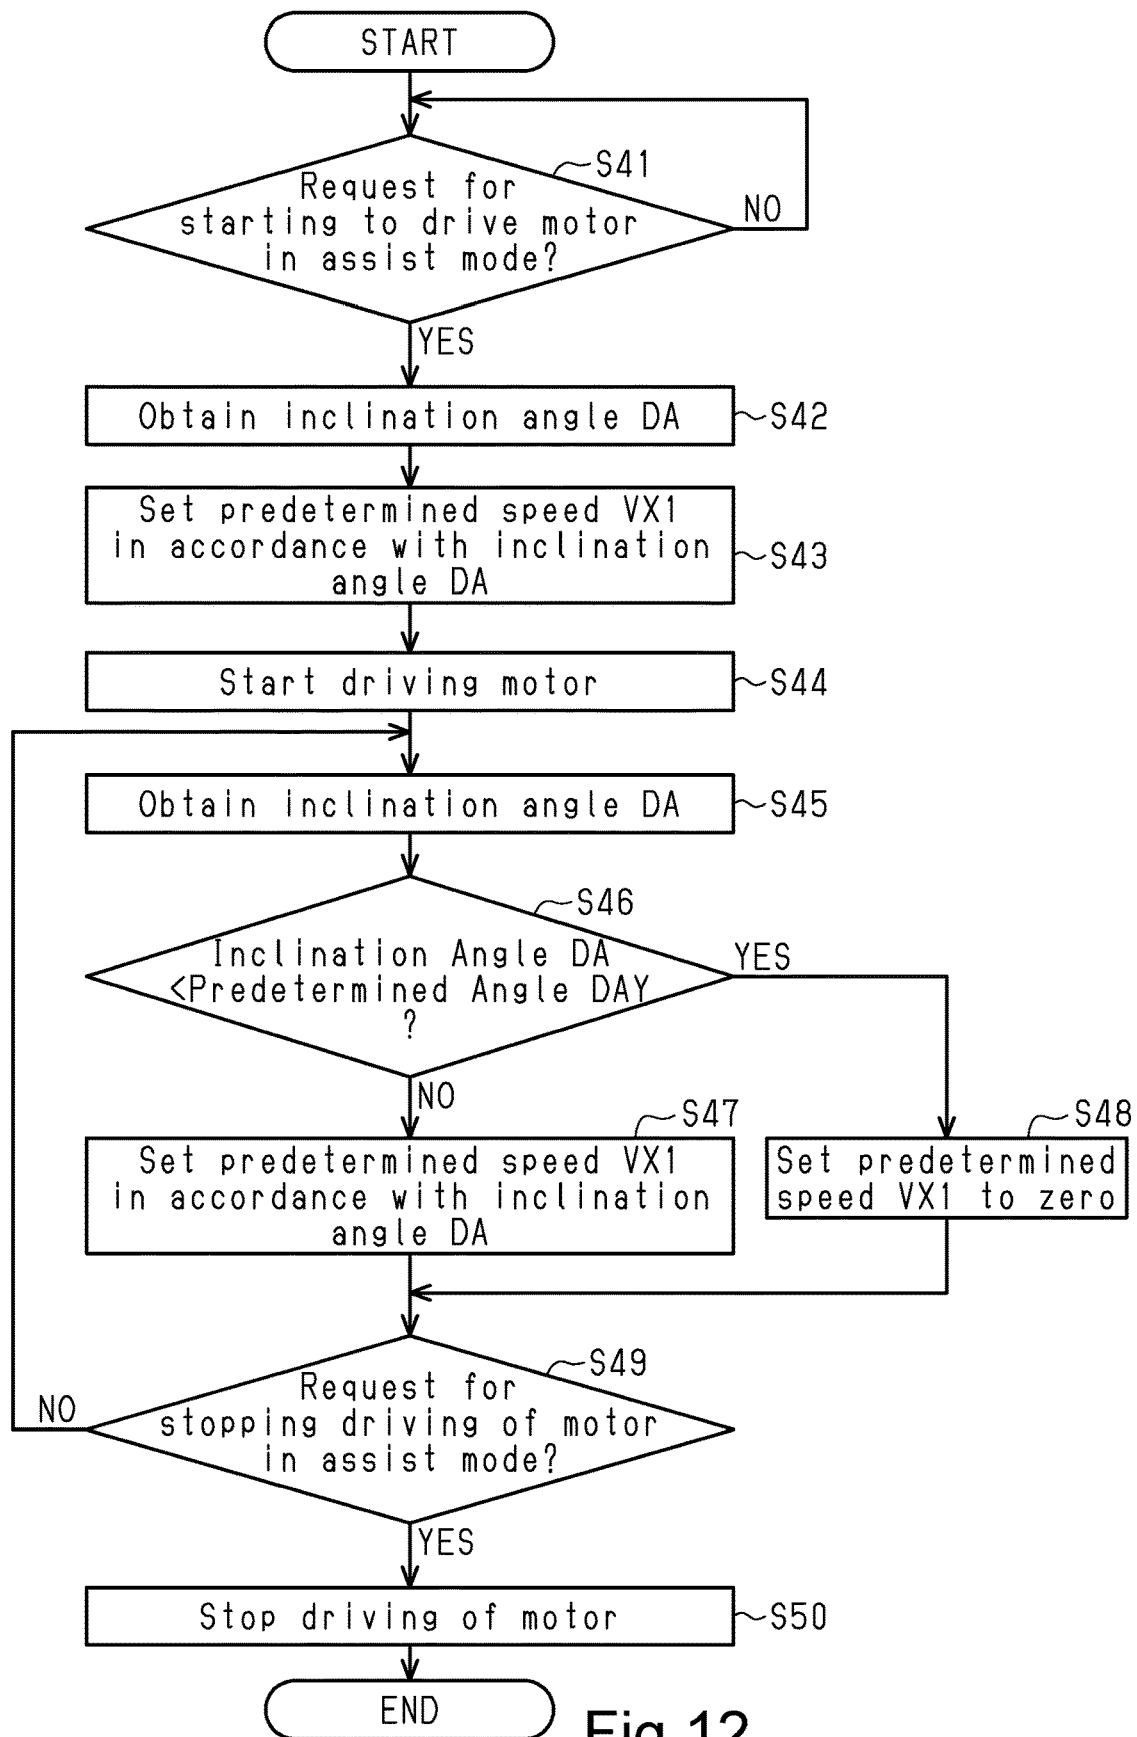 START
S41
Request for
starting to drive motor
in assist mode?
NO
YES
Obtain inclination angle DA
S42
Set predetermined speed VX1
in accordance with inclination
angle DA
S43
Start driving motor
S44
Obtain inclination angle DA
S45
S46
Inclination Angle DA
<Predetermined Angle DAY
?
YES
NO
S47
Set predetermined speed VX1
in accordance with inclination
angle DA
S48
Set predetermined
speed VX1 to zero
S49
Request for
stopping driving of motor
in assist mode?
NO
YES
Stop driving of motor
S50
END
Fig.12